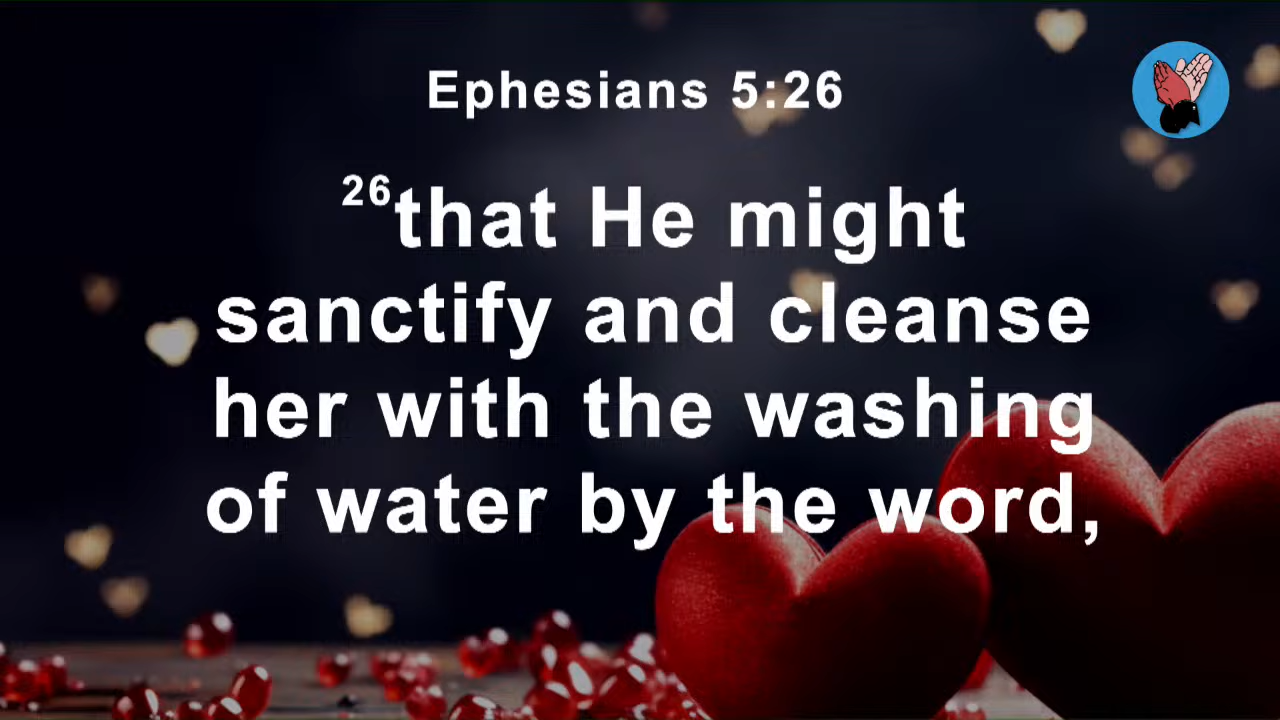 Ephesians 5:26
26that He might
sanctify and cleanse
her with the washing
of water by the word,